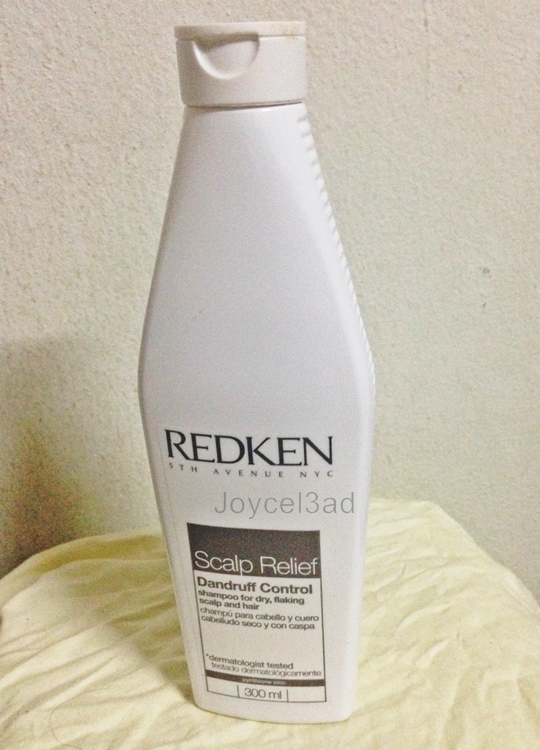 REDKEN
5TH AVENUE NYC
Joycel3ad
Scalp Relief
Dandruff Control
shampoo for dry, flaking
scalp and hair
champú para cabello y cuero
cabelludo seco y con caspa
*dermatologist tested
testado dermatológicamente
300 ml